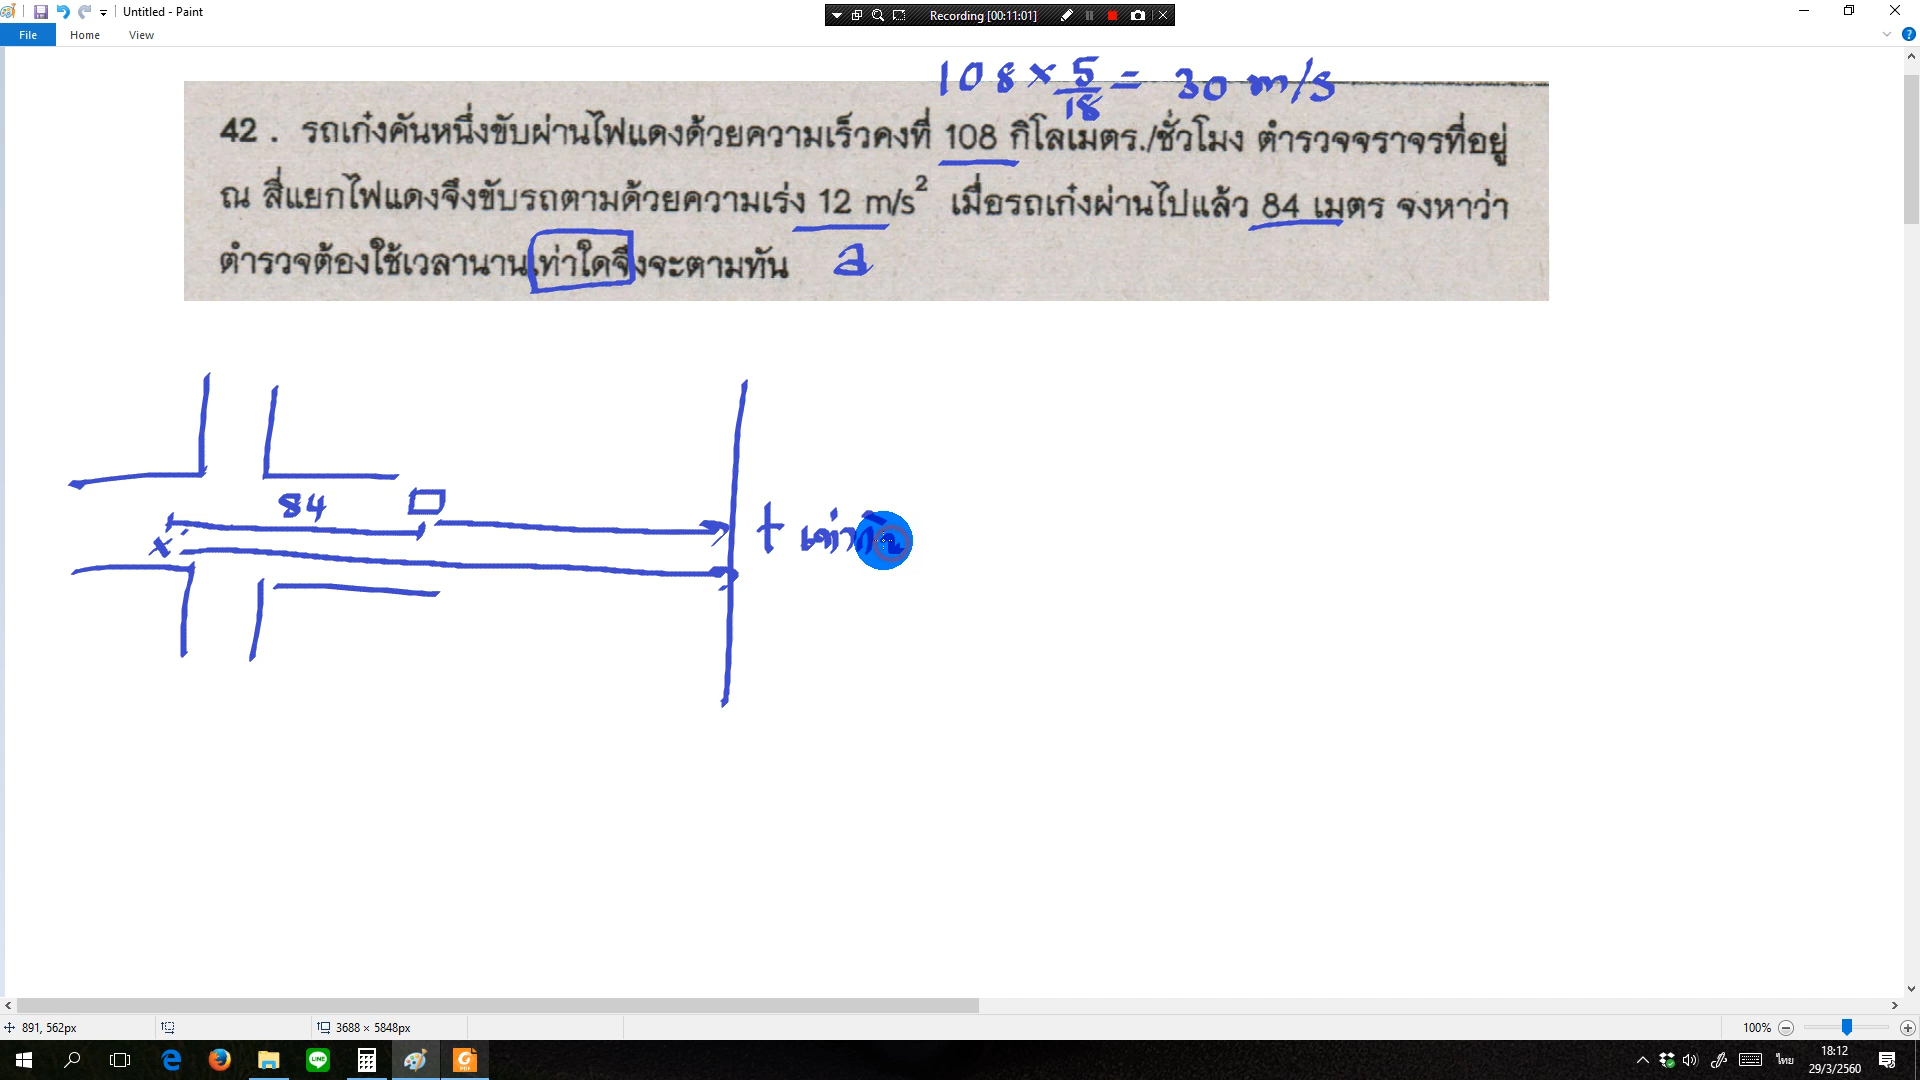 Untitled - Paint
Recording [00:11:01]
File Home View
108 × 5/18 = 30 m/s
42 . รถเก๋งคันหนึ่งขับผ่านไฟแดงด้วยความเร็วคงที่ 108 กิโลเมตร./ชั่วโมง ตำรวจจราจรที่อยู่
ณ สี่แยกไฟแดงจึงขับรถตามด้วยความเร่ง 12 m/s² เมื่อรถเก๋งผ่านไปแล้ว 84 เมตร จงหาว่า
ตำรวจต้องใช้เวลานานเท่าใดจึงจะตามทัน a
84
x
t เท่ากัน
891, 562px
3688 × 5848px
100%
18:12
ไทย
29/3/2560